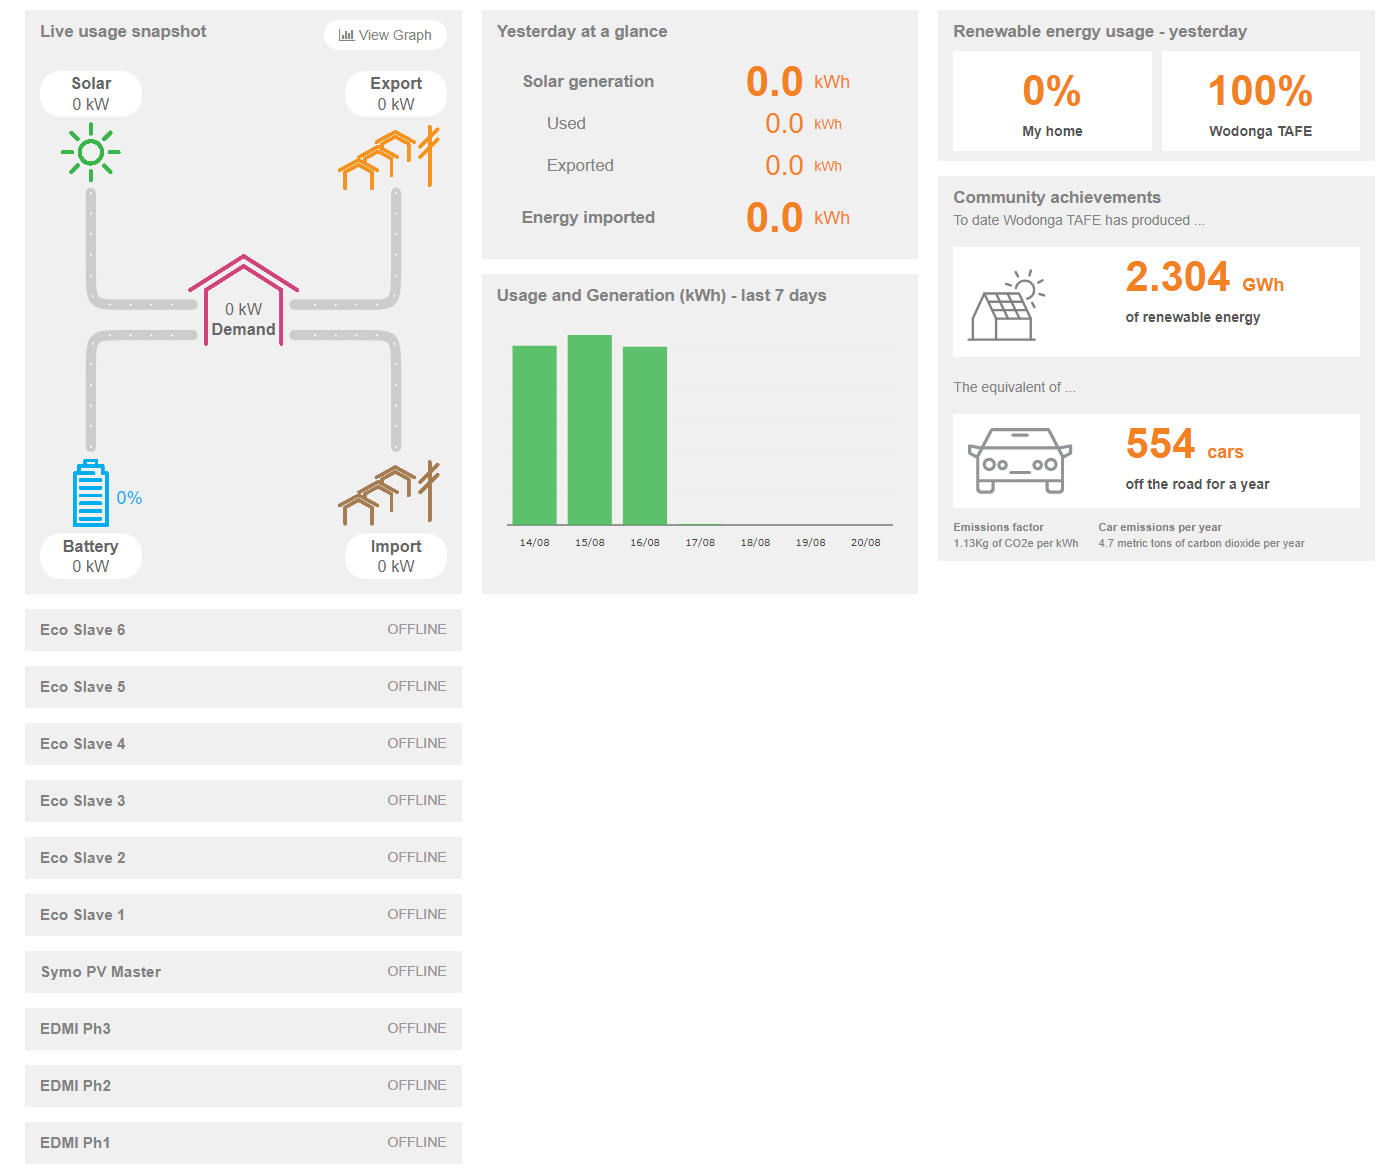 Live usage snapshot
View Graph
Solar
0 kW
Export
0 kW
0 kW
Demand
0%
Battery
0 kW
Import
0 kW
Eco Slave 6 OFFLINE
Eco Slave 5 OFFLINE
Eco Slave 4 OFFLINE
Eco Slave 3 OFFLINE
Eco Slave 2 OFFLINE
Eco Slave 1 OFFLINE
Symo PV Master OFFLINE
EDMI Ph3 OFFLINE
EDMI Ph2 OFFLINE
EDMI Ph1 OFFLINE
Yesterday at a glance
Solar generation 0.0 kWh
Used 0.0 kWh
Exported 0.0 kWh
Energy imported 0.0 kWh
Usage and Generation (kWh) - last 7 days
14/08 15/08 16/08 17/08 18/08 19/08 20/08
Renewable energy usage - yesterday
0%
My home
100%
Wodonga TAFE
Community achievements
To date Wodonga TAFE has produced ...
2.304 GWh
of renewable energy
The equivalent of ...
554 cars
off the road for a year
Emissions factor
1.13Kg of CO2e per kWh
Car emissions per year
4.7 metric tons of carbon dioxide per year